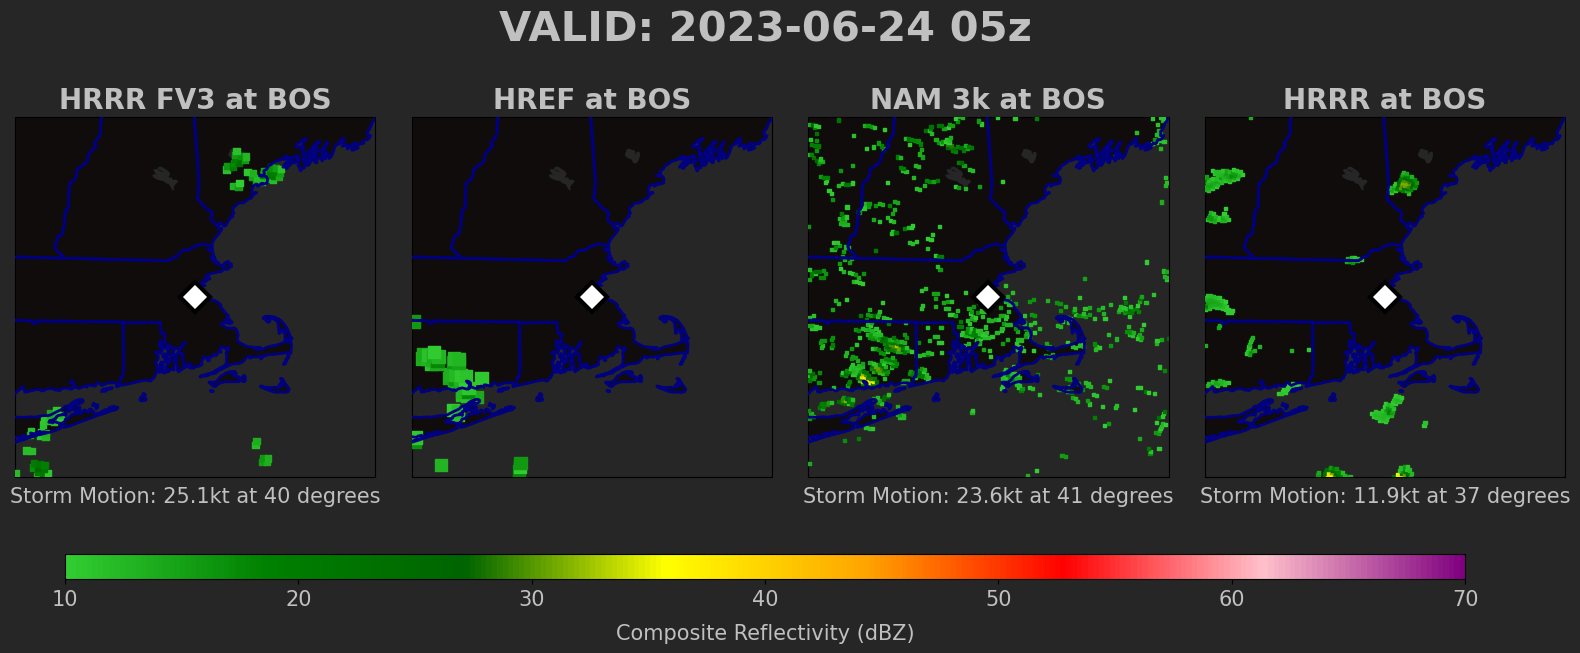 VALID: 2023-06-24 05z
HRRR FV3 at BOS
HREF at BOS
NAM 3k at BOS
HRRR at BOS
Storm Motion: 25.1kt at 40 degrees
Storm Motion: 23.6kt at 41 degrees
Storm Motion: 11.9kt at 37 degrees
10 20 30 40 50 60 70
Composite Reflectivity (dBZ)